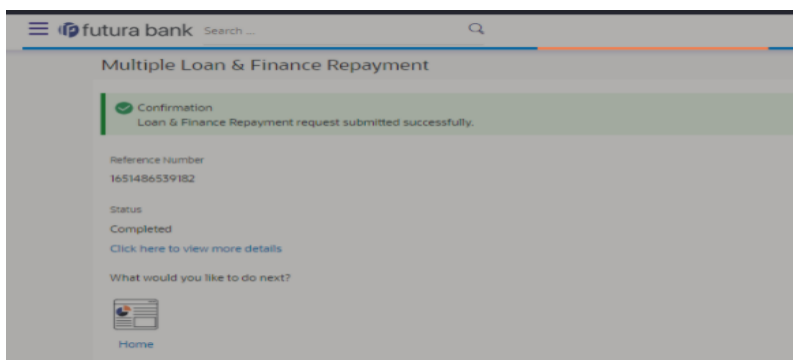 futura bank Search ...
Multiple Loan & Finance Repayment
Confirmation
Loan & Finance Repayment request submitted successfully.
Reference Number
1651486539182
Status
Completed
Click here to view more details
What would you like to do next?
Home